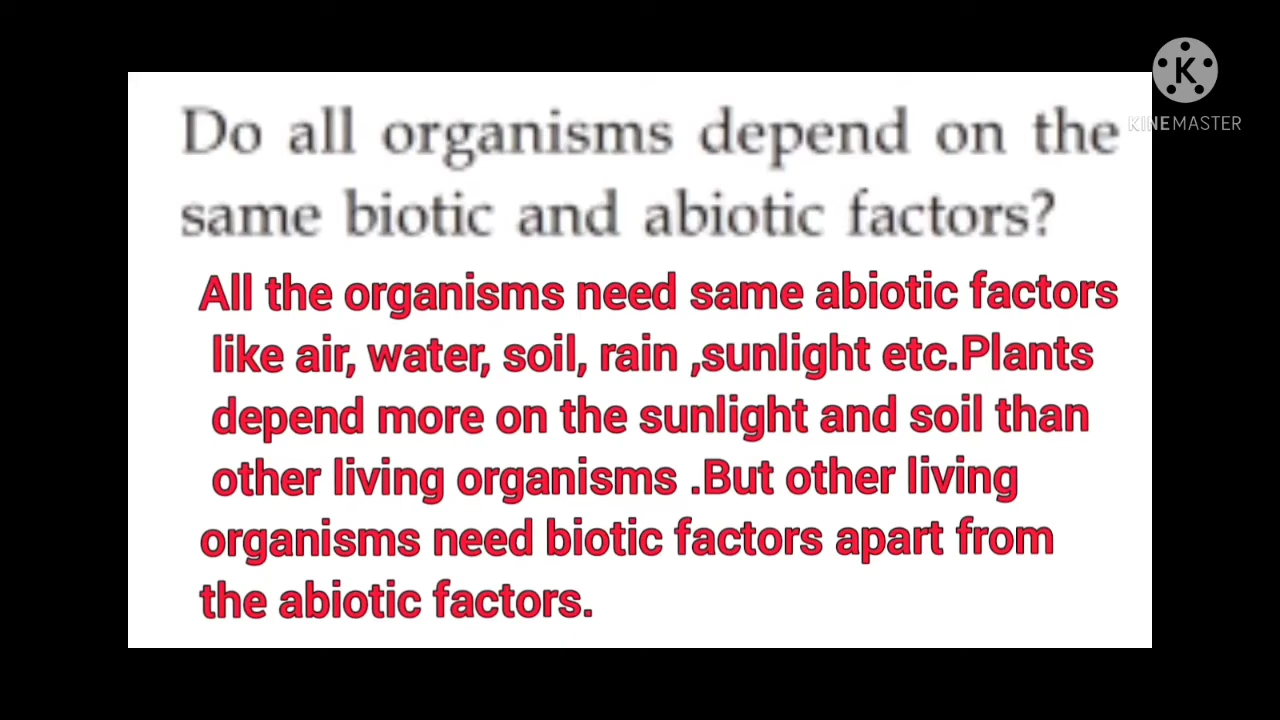 K
KINEMASTER
Do all organisms depend on the
same biotic and abiotic factors?
All the organisms need same abiotic factors
like air, water, soil, rain ,sunlight etc.Plants
depend more on the sunlight and soil than
other living organisms .But other living
organisms need biotic factors apart from
the abiotic factors.